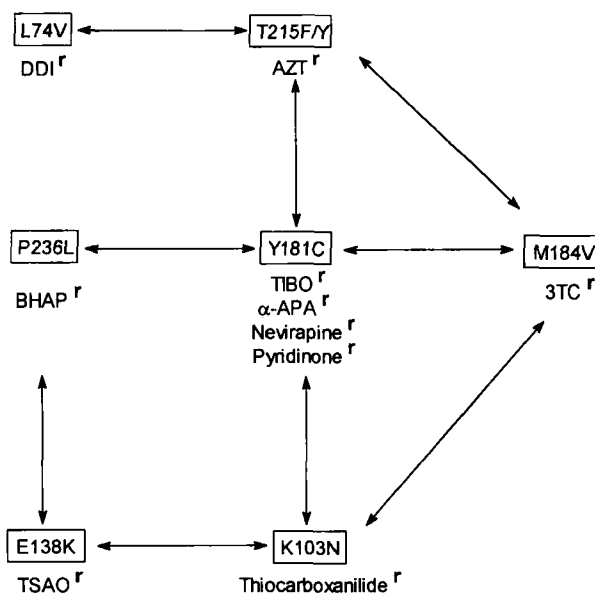 L74V
T215F/Y
DDI r
AZT r
P236L
Y181C
M184V
BHAP r
TIBO r
3TC r
α-APA r
Nevirapine r
Pyridinone r
E138K
K103N
TSAO r
Thiocarboxanilide r